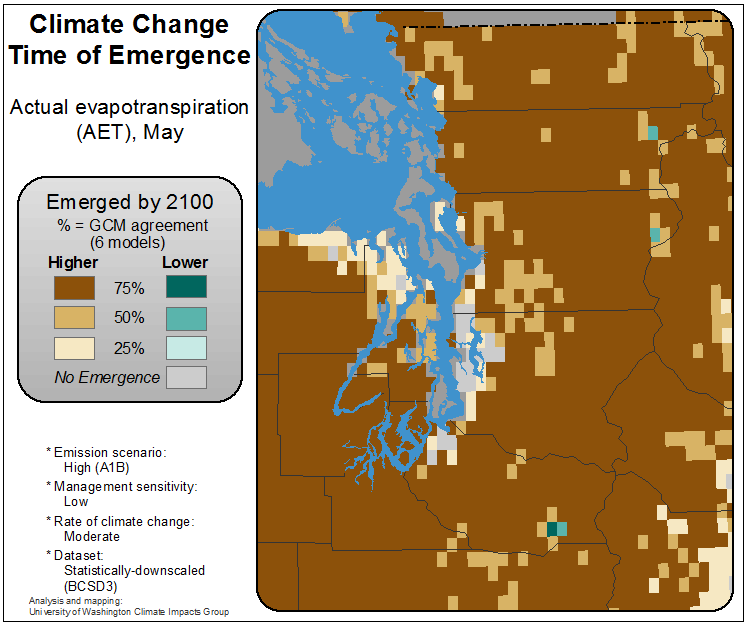 Climate Change
Time of Emergence
Actual evapotranspiration
(AET), May
Emerged by 2100
% = GCM agreement
(6 models)
Higher Lower
75%
50%
25%
No Emergence
* Emission scenario:
High (A1B)
* Management sensitivity:
Low
* Rate of climate change:
Moderate
* Dataset:
Statistically-downscaled
(BCSD3)
Analysis and mapping:
University of Washington Climate Impacts Group